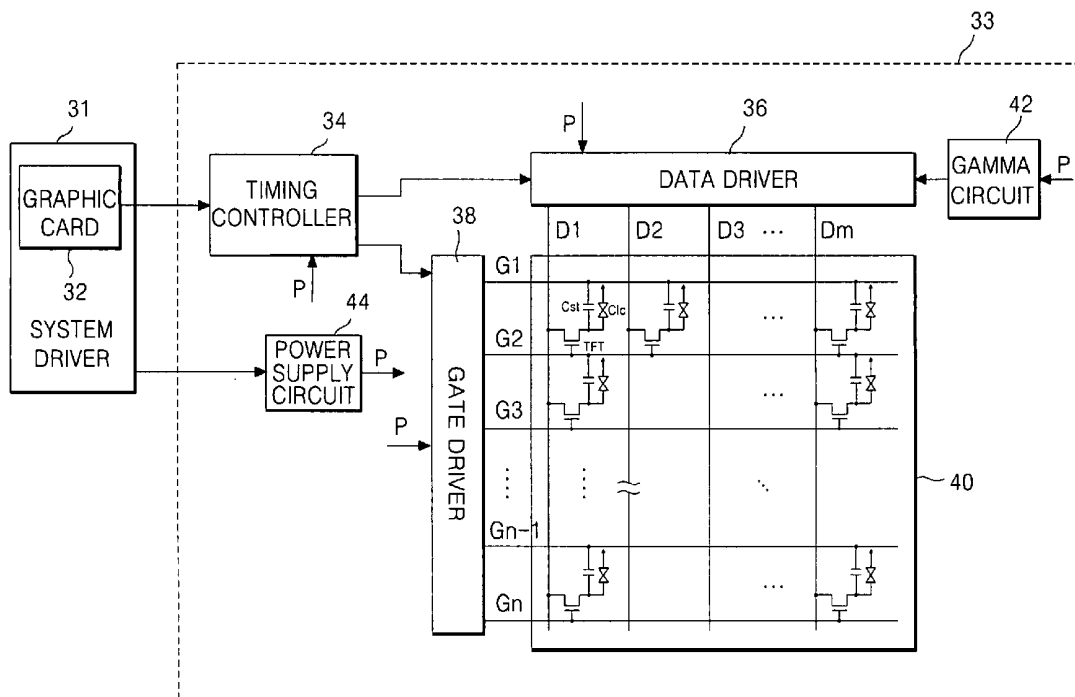 33
31
34
36
42
P
GRAPHIC
CARD
TIMING
CONTROLLER
DATA DRIVER
GAMMA
CIRCUIT
P
32
38
D1 D2 D3 ... Dm
P
G1
SYSTEM
DRIVER
44
Cst Clc
...
POWER
SUPPLY
CIRCUIT
P
G2
TFT
P
GATE DRIVER
G3
...
40
Gn-1
Gn
...